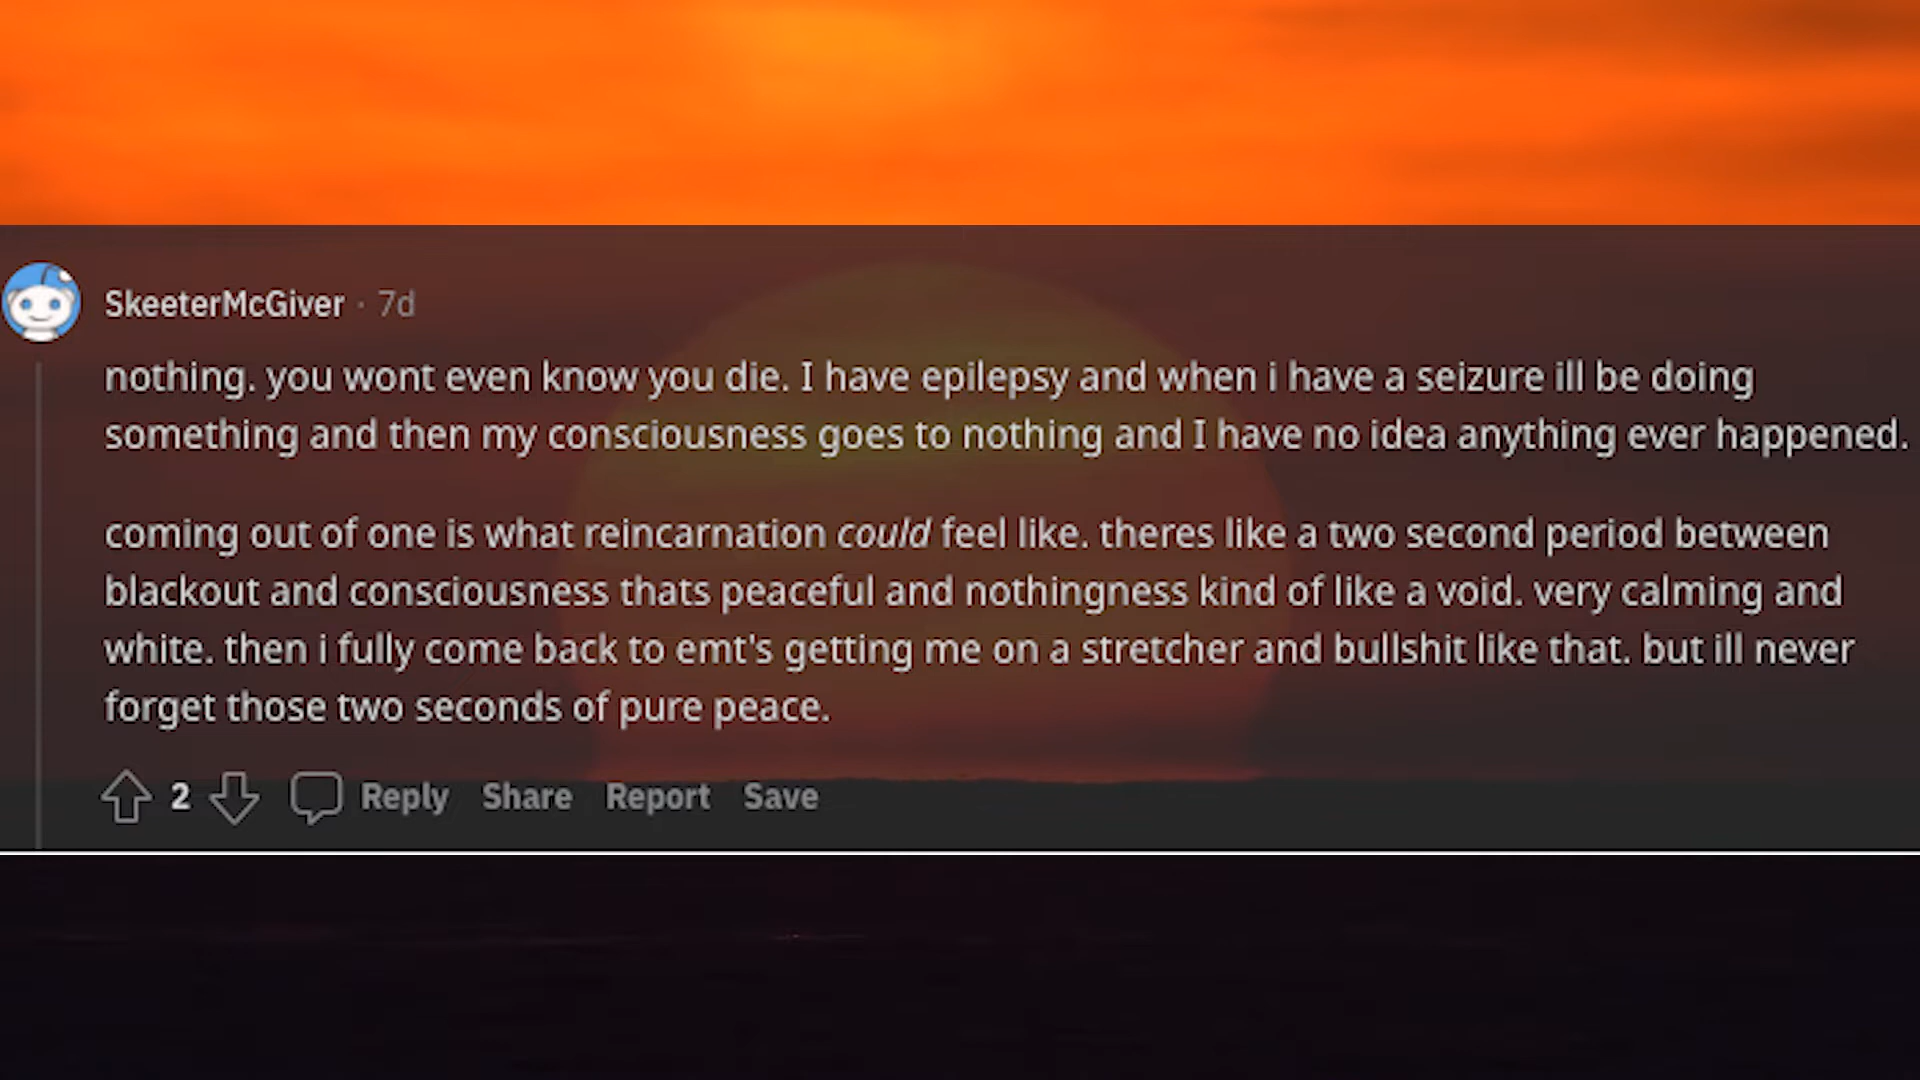 SkeeterMcGiver · 7d
nothing. you wont even know you die. I have epilepsy and when i have a seizure ill be doing
something and then my consciousness goes to nothing and I have no idea anything ever happened.
coming out of one is what reincarnation could feel like. theres like a two second period between
blackout and consciousness thats peaceful and nothingness kind of like a void. very calming and
white. then i fully come back to emt's getting me on a stretcher and bullshit like that. but ill never
forget those two seconds of pure peace.
2 Reply Share Report Save